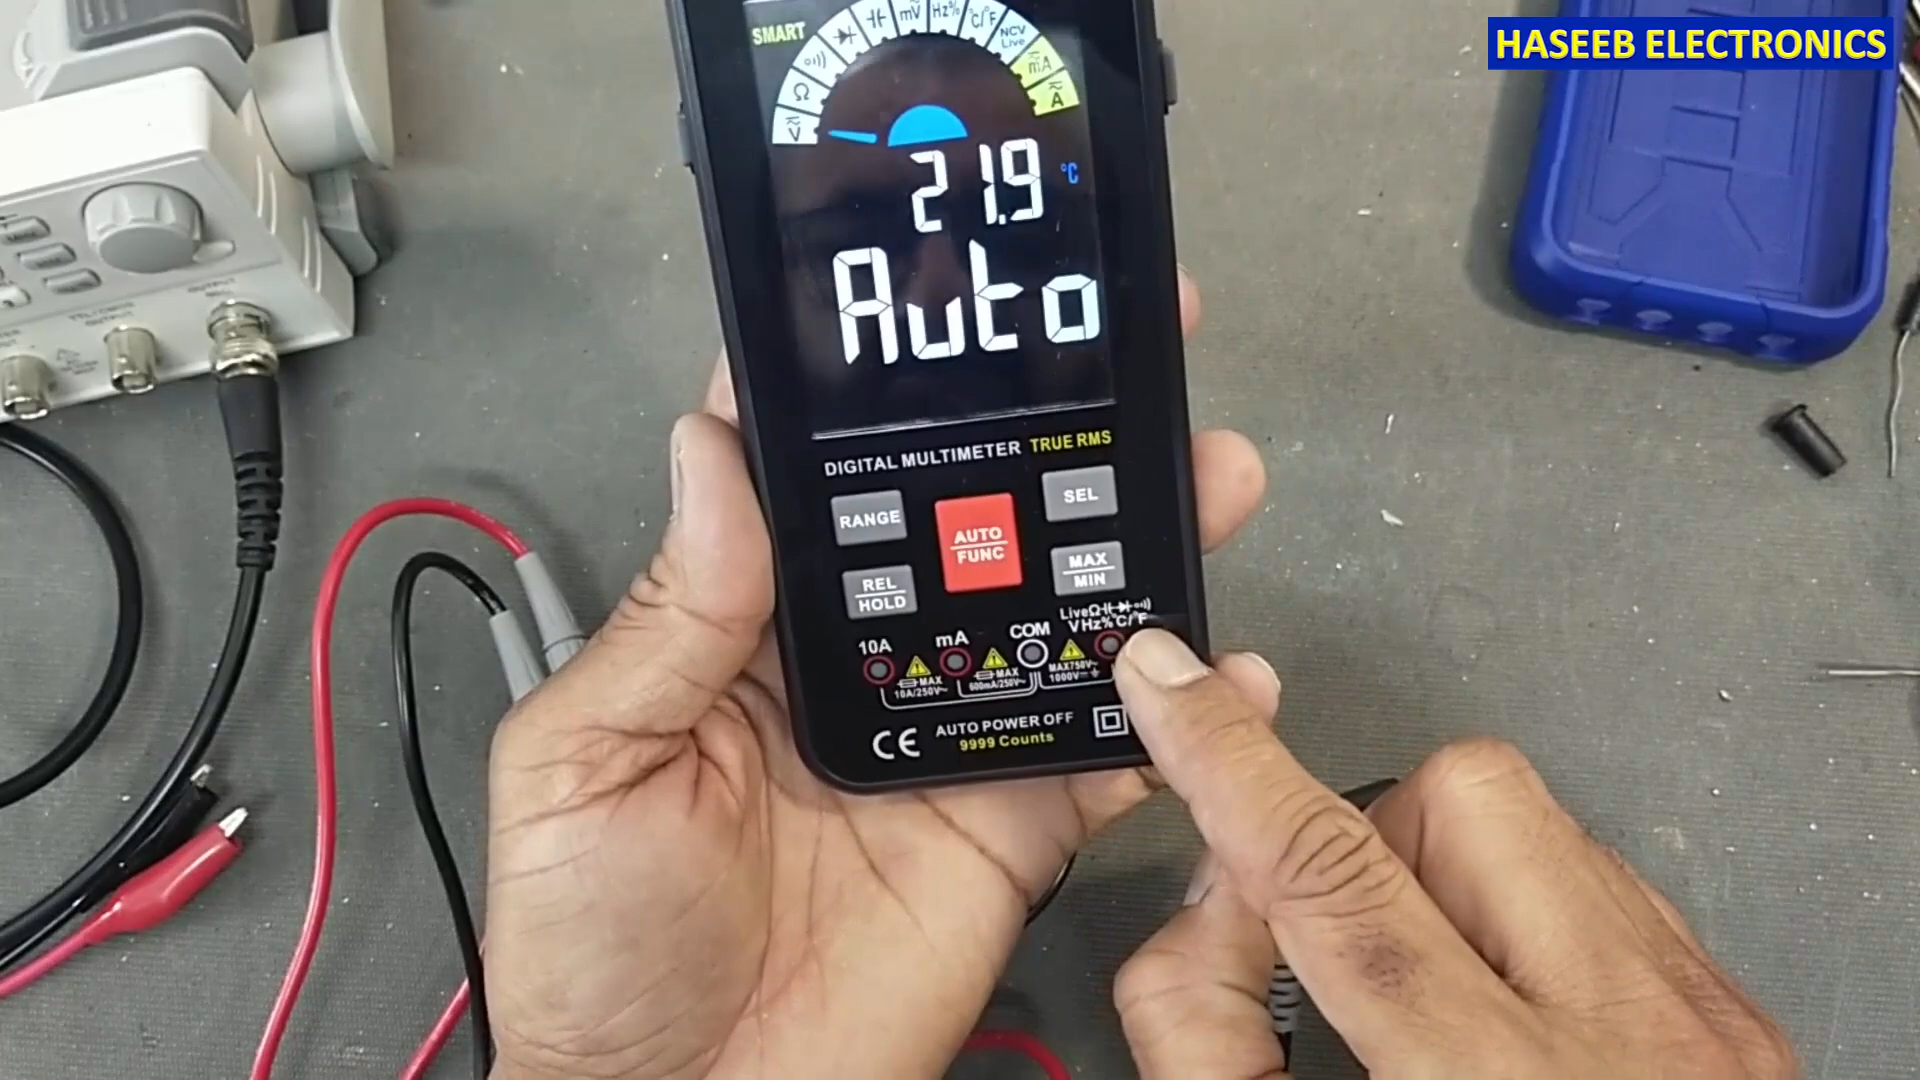 HASEEB ELECTRONICS
SMART
V
Ω
mV
Hz%
°C/°F
NCV
Live
mA
A
21.9 °C
Auto
DIGITAL MULTIMETER TRUE RMS
RANGE
AUTO
FUNC
SEL
REL
HOLD
MAX
MIN
LiveΩ
VHz%°C/°F
10A
mA
COM
MAX
10A/250V~
MAX
600mA/250V~
MAX750V~
1000V
CE
AUTO POWER OFF
9999 Counts